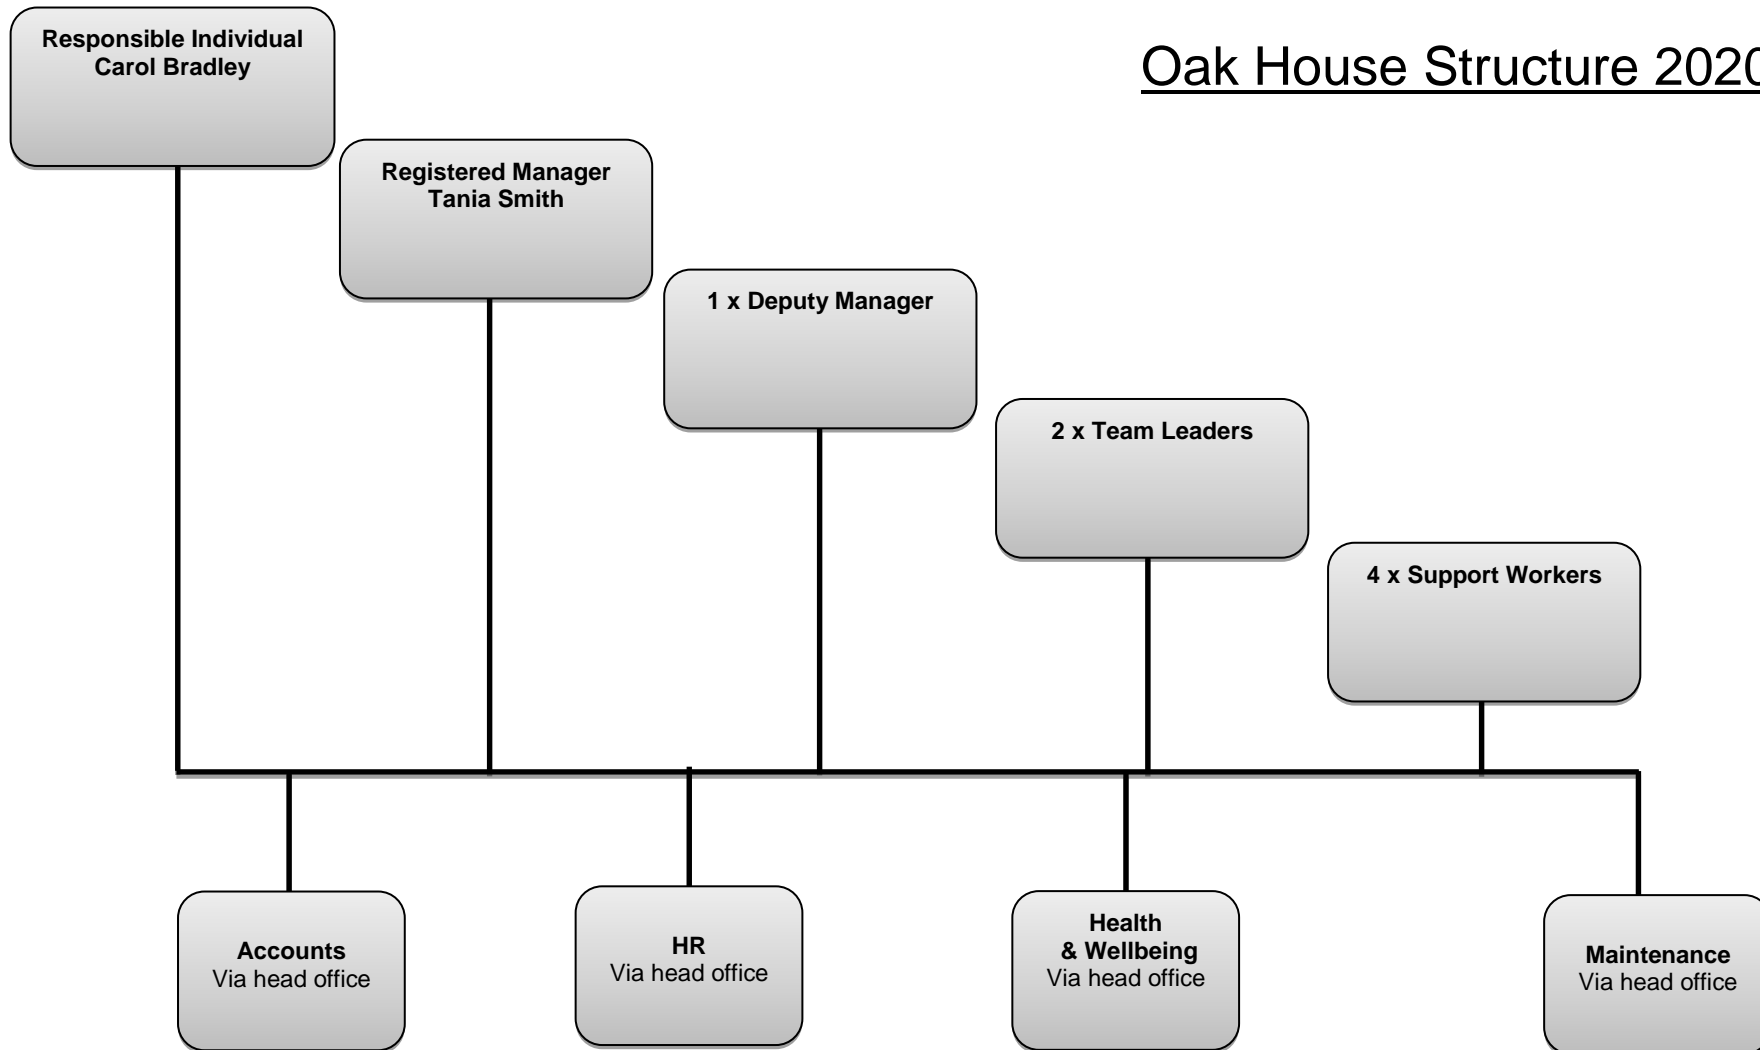 Responsible Individual
Carol Bradley
Oak House Structure 2020
Registered Manager
Tania Smith
1 x Deputy Manager
2 x Team Leaders
4 x Support Workers
Accounts
Via head office
HR
Via head office
Health
& Wellbeing
Via head office
Maintenance
Via head office